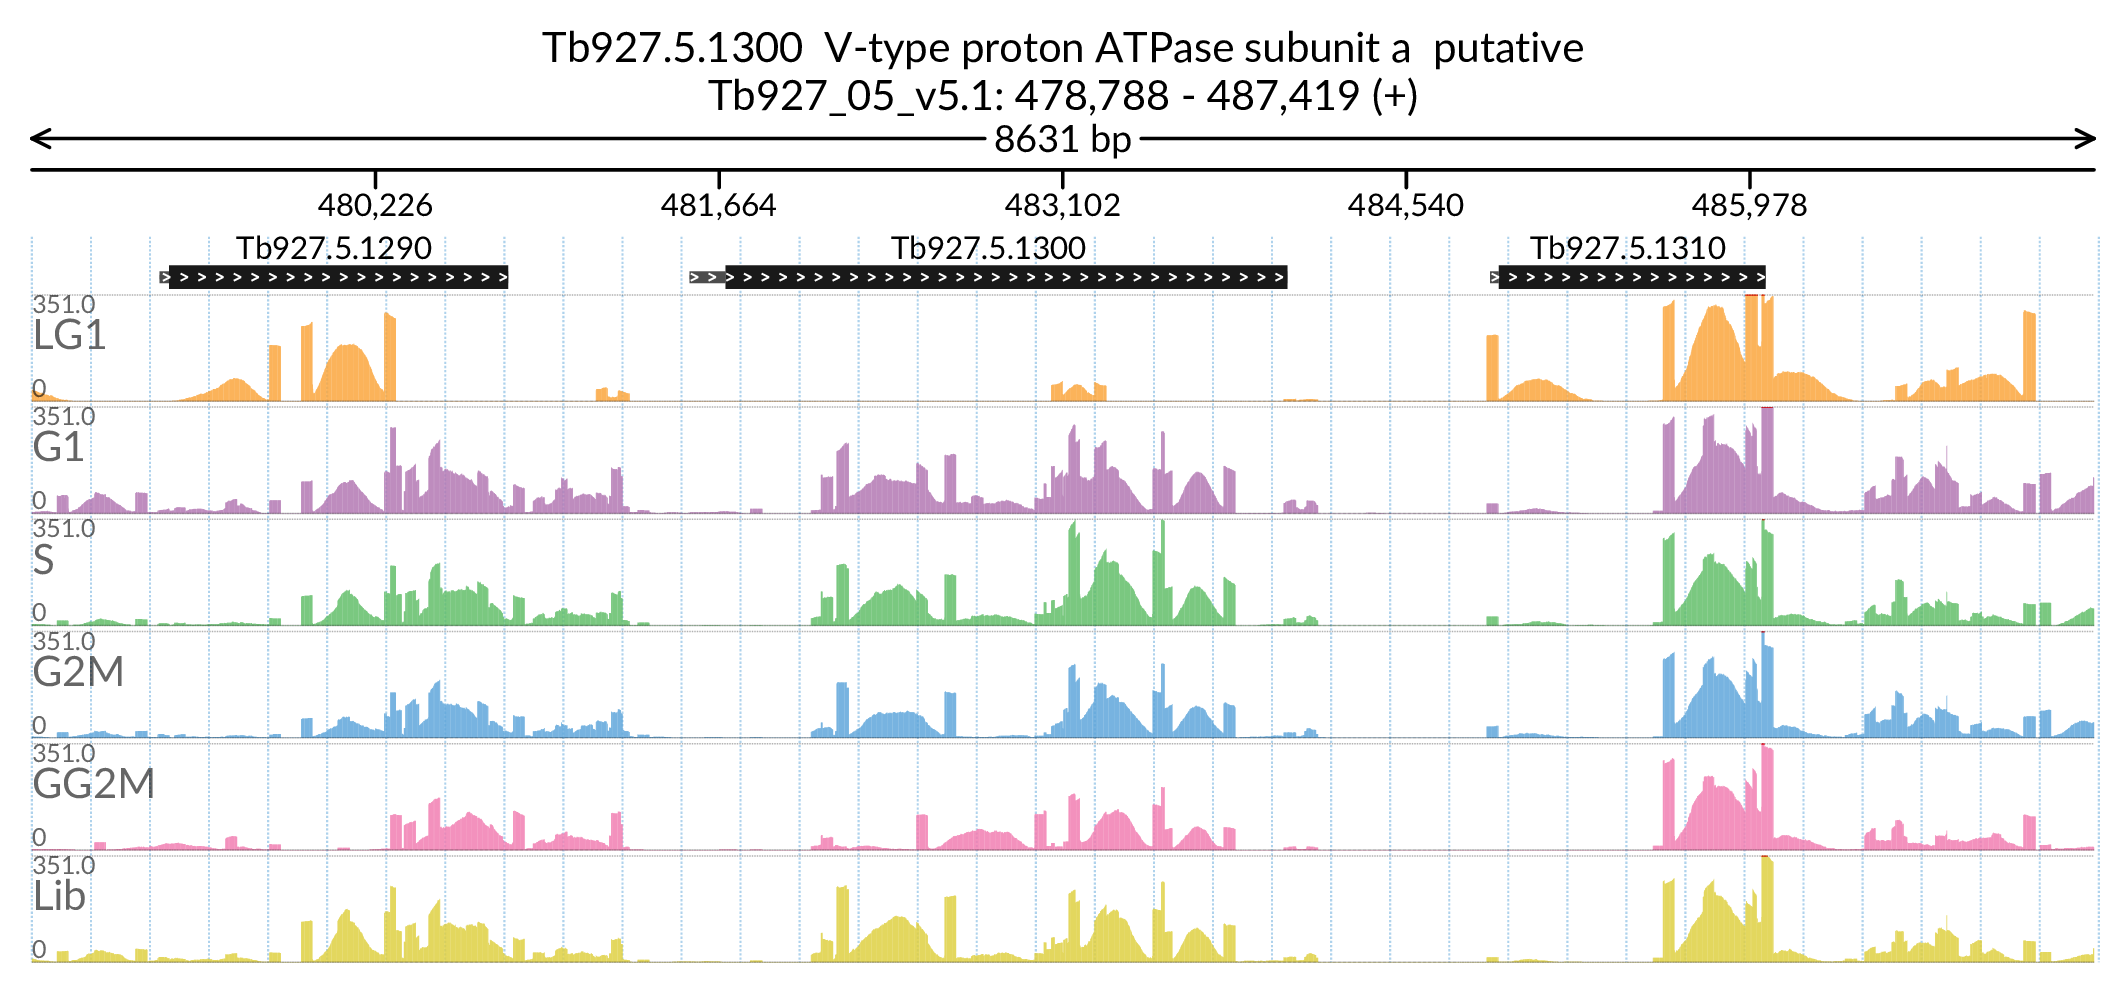 Tb927.5.1300  V-type proton ATPase subunit a  putative
Tb927_05_v5.1: 478,788 - 487,419 (+)
8631 bp
480,226 481,664 483,102 484,540 485,978
Tb927.5.1290 Tb927.5.1300 Tb927.5.1310
351.0
LG1
0
351.0
G1
0
351.0
S
0
351.0
G2M
0
351.0
GG2M
0
351.0
Lib
0